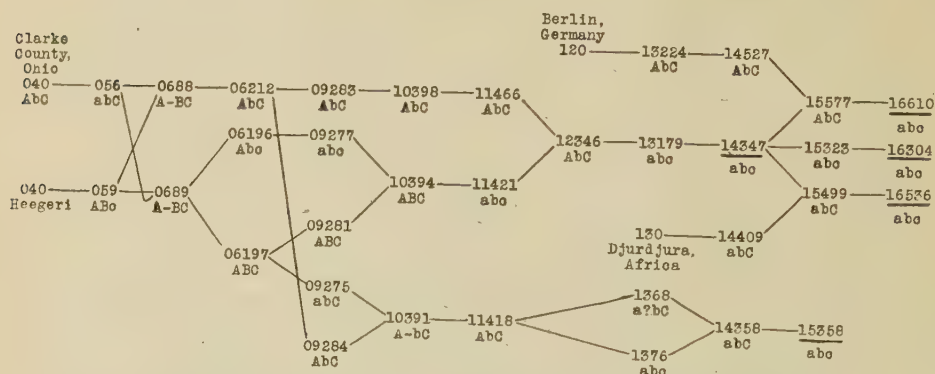 Berlin,
Germany
120 13224 14527
AbC AbC
Clarke
County,
Ohio
040 056 0688 06212 09283 10398 11466
AbC abC A-BC AbC AbC AbC AbC
15577 16610
AbC abc
06196 09277
ABc abc
12346 13179 14347 15323 16304
AbC abc abc abc abc
040 059 0689
Heegeri ABc A-BC
10394 11421
ABC abc
15499 16536
abC abc
09281
ABC
06197
ABC
130 14409
Djurdjura,
Africa
abC
09275
abC
1368
a?bC
10391 11418
A-bC AbC
14358 15358
abC abc
09284
AbC
1376
abc